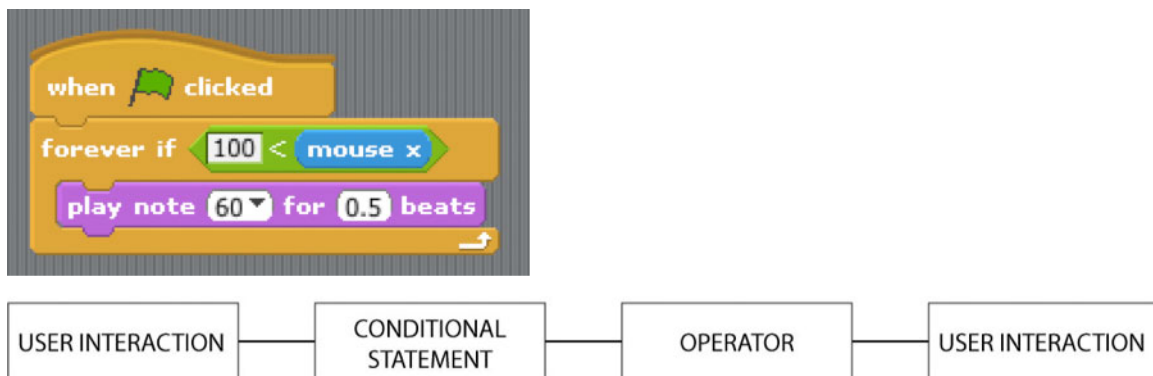 when clicked
forever if 100 < mouse x
play note 60 for 0.5 beats
USER INTERACTION
CONDITIONAL
STATEMENT
OPERATOR
USER INTERACTION